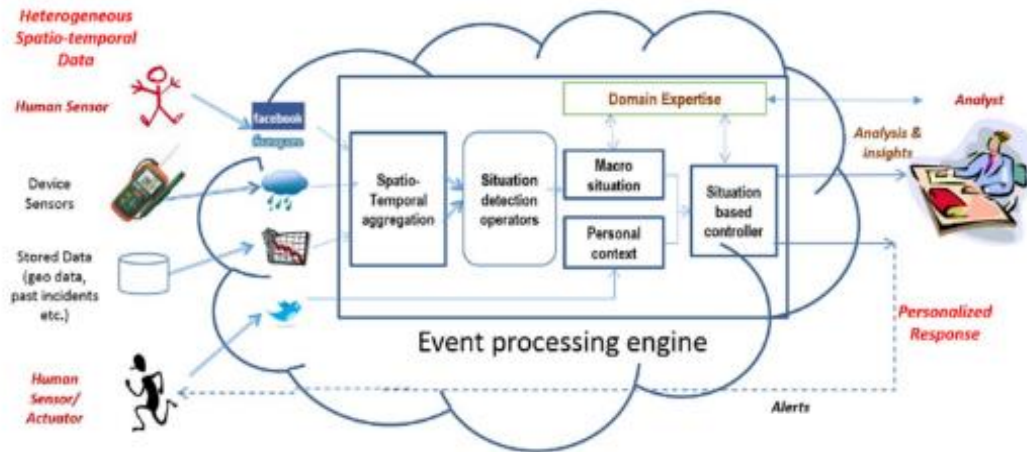 Heterogeneous
Spatio-temporal
Data
Human Sensor
Device
Sensors
Stored Data
(geo data,
past incidents
etc.)
Human
Sensor/
Actuator
facebook
foursquare
Spatio-
Temporal
aggregation
Situation
detection
operators
Domain Expertise
Macro
situation
Personal
context
Situation
based
controller
Event processing engine
Analyst
Analysis &
insights
Personalized
Response
Alerts